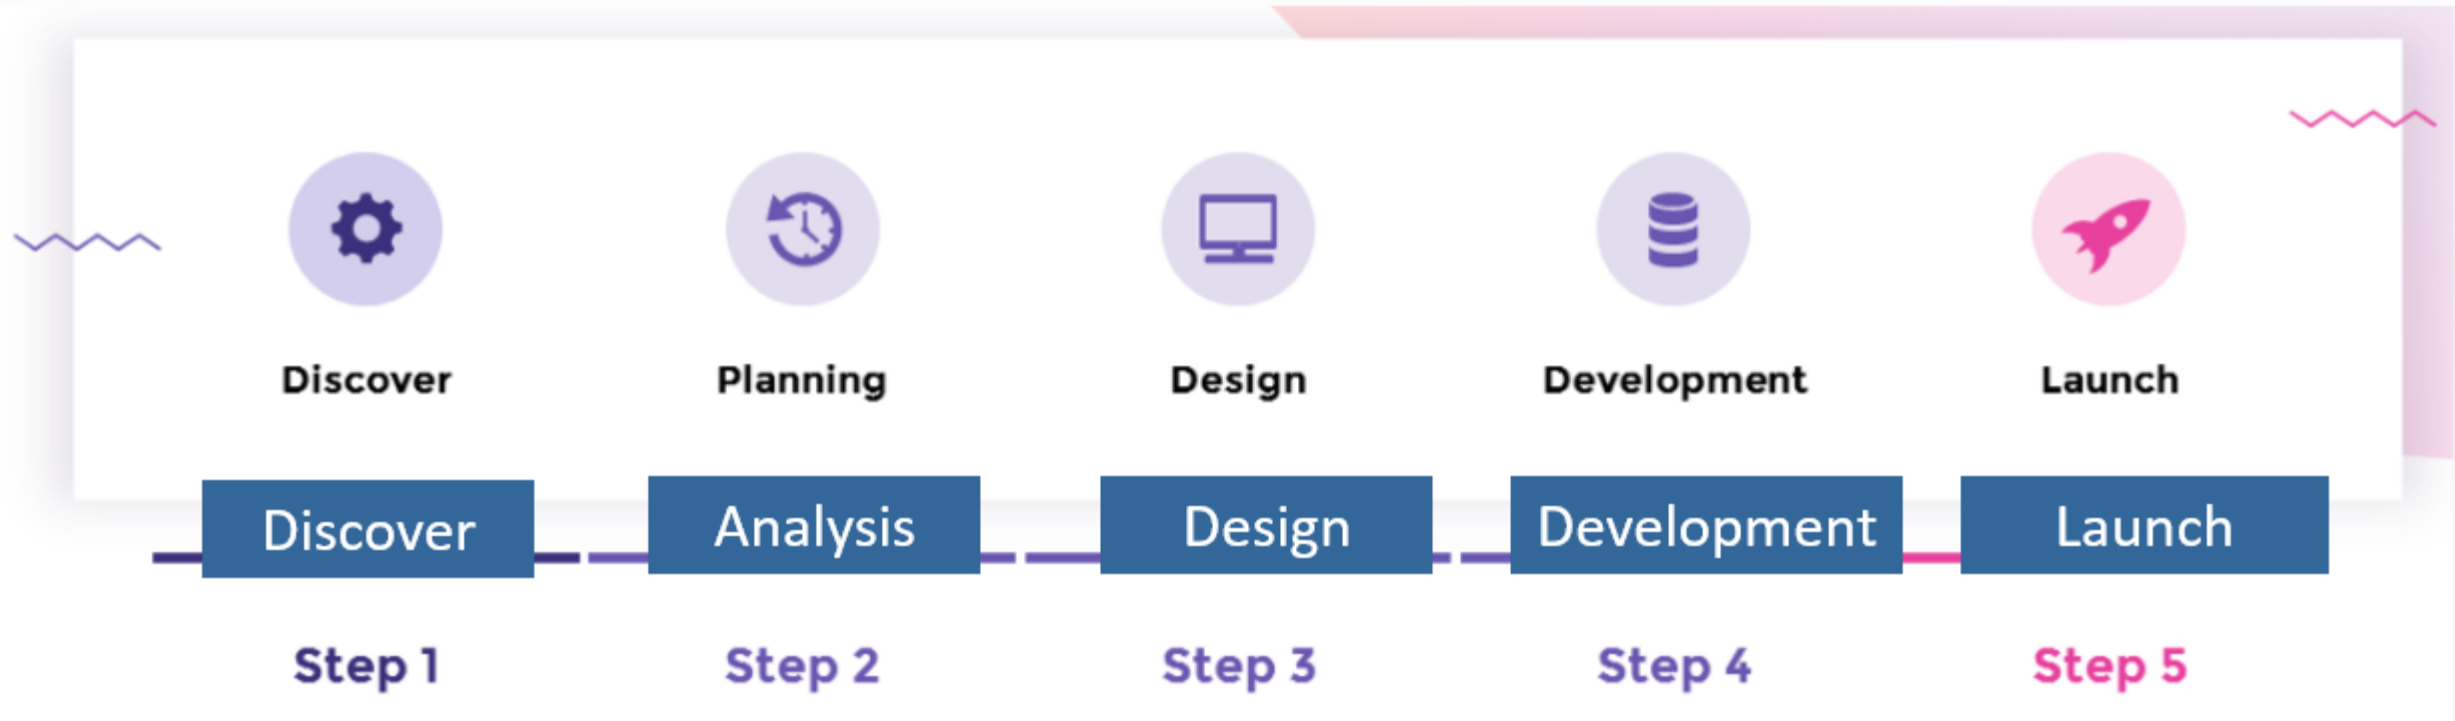 Discover Planning Design Development Launch
Discover Analysis Design Development Launch
Step 1 Step 2 Step 3 Step 4 Step 5